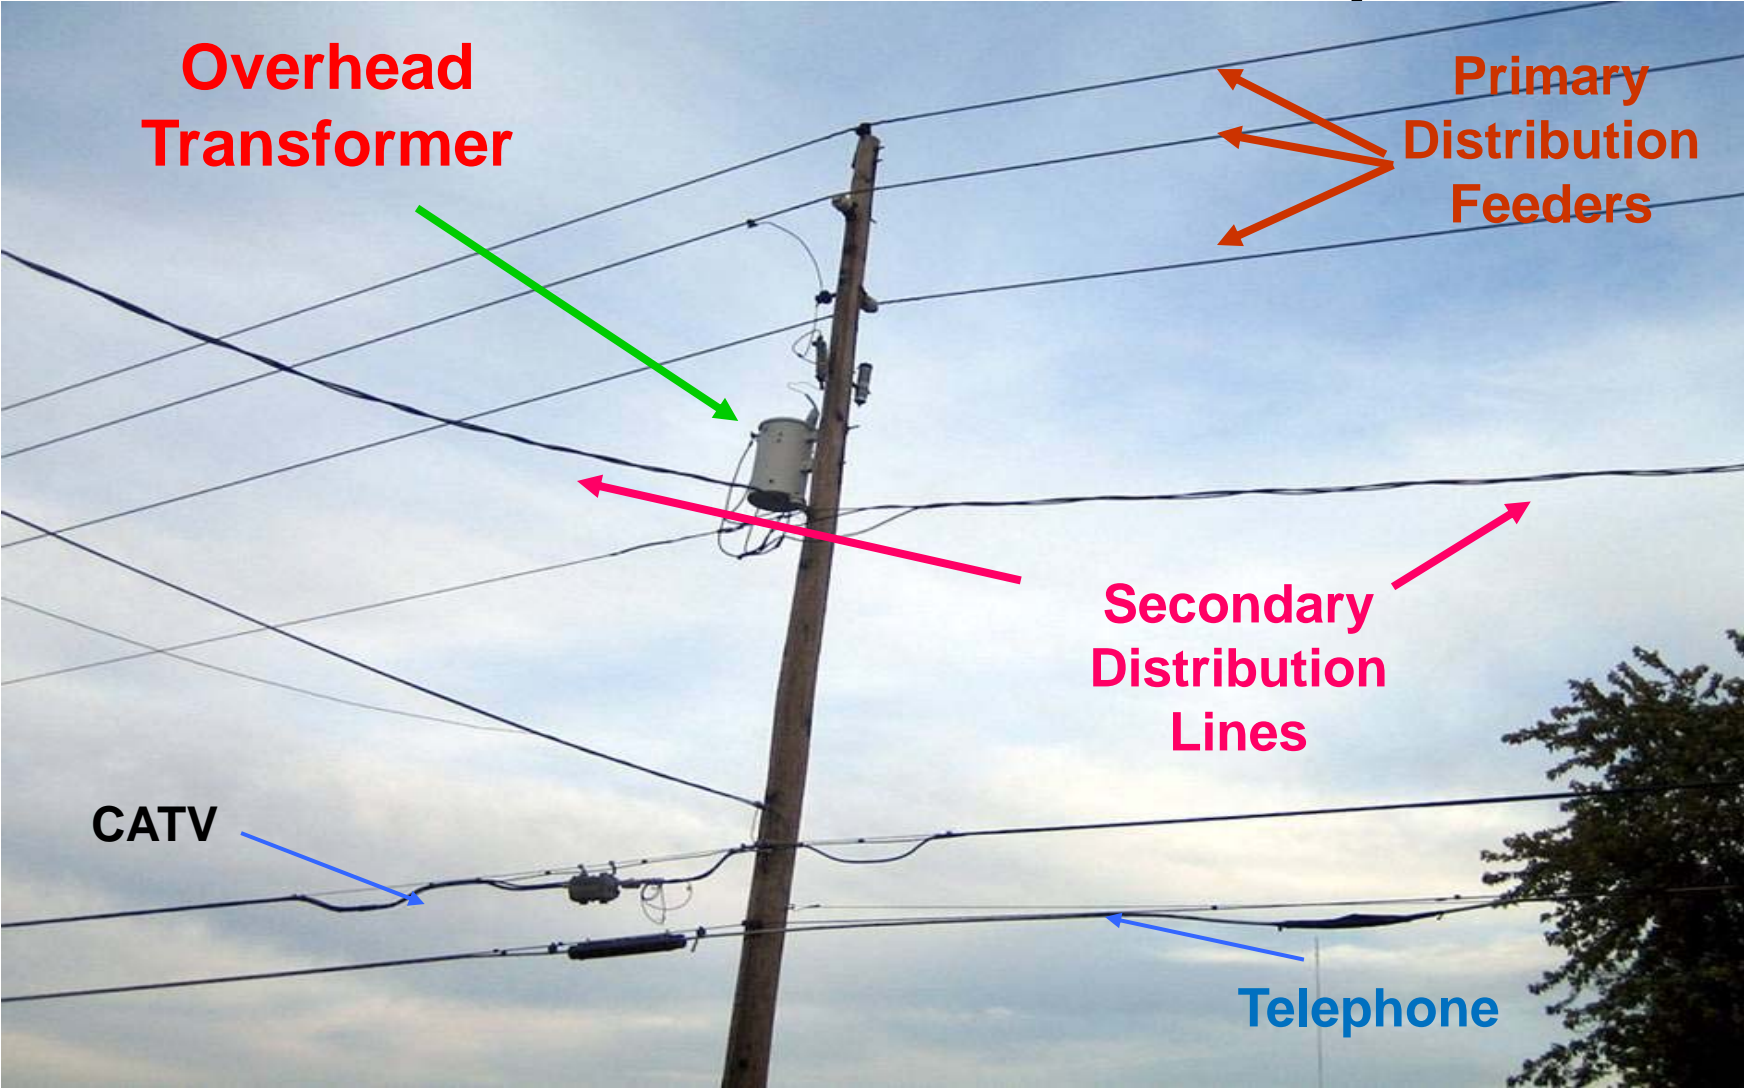 Overhead
Transformer
Primary
Distribution
Feeders
Secondary
Distribution
Lines
CATV
Telephone